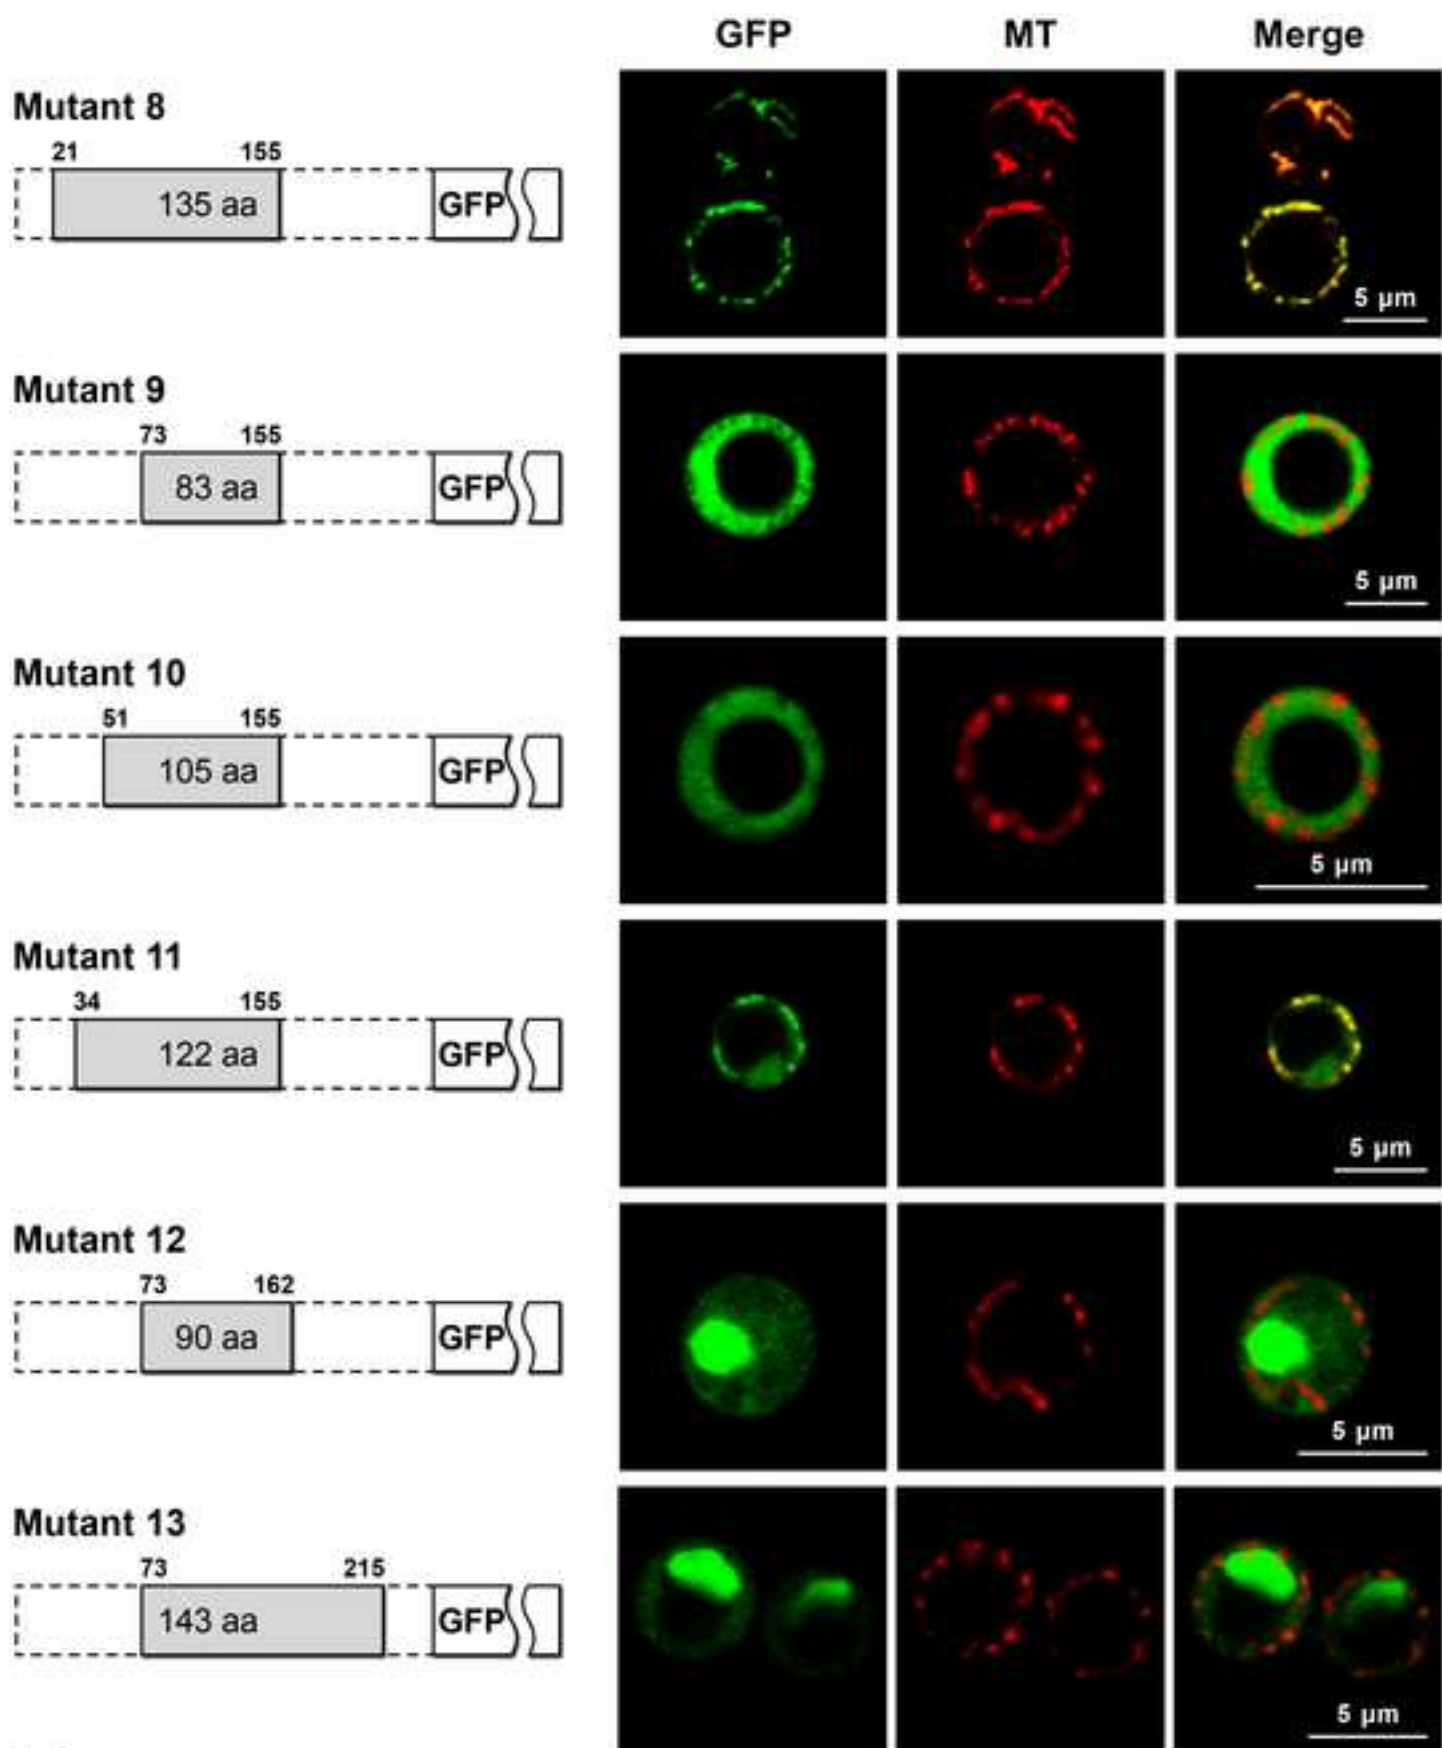 GFP MT Merge
Mutant 8
21 155
135 aa GFP
5 µm
Mutant 9
73 155
83 aa GFP
5 µm
Mutant 10
51 155
105 aa GFP
5 µm
Mutant 11
34 155
122 aa GFP
5 µm
Mutant 12
73 162
90 aa GFP
5 µm
Mutant 13
73 215
143 aa GFP
5 µm